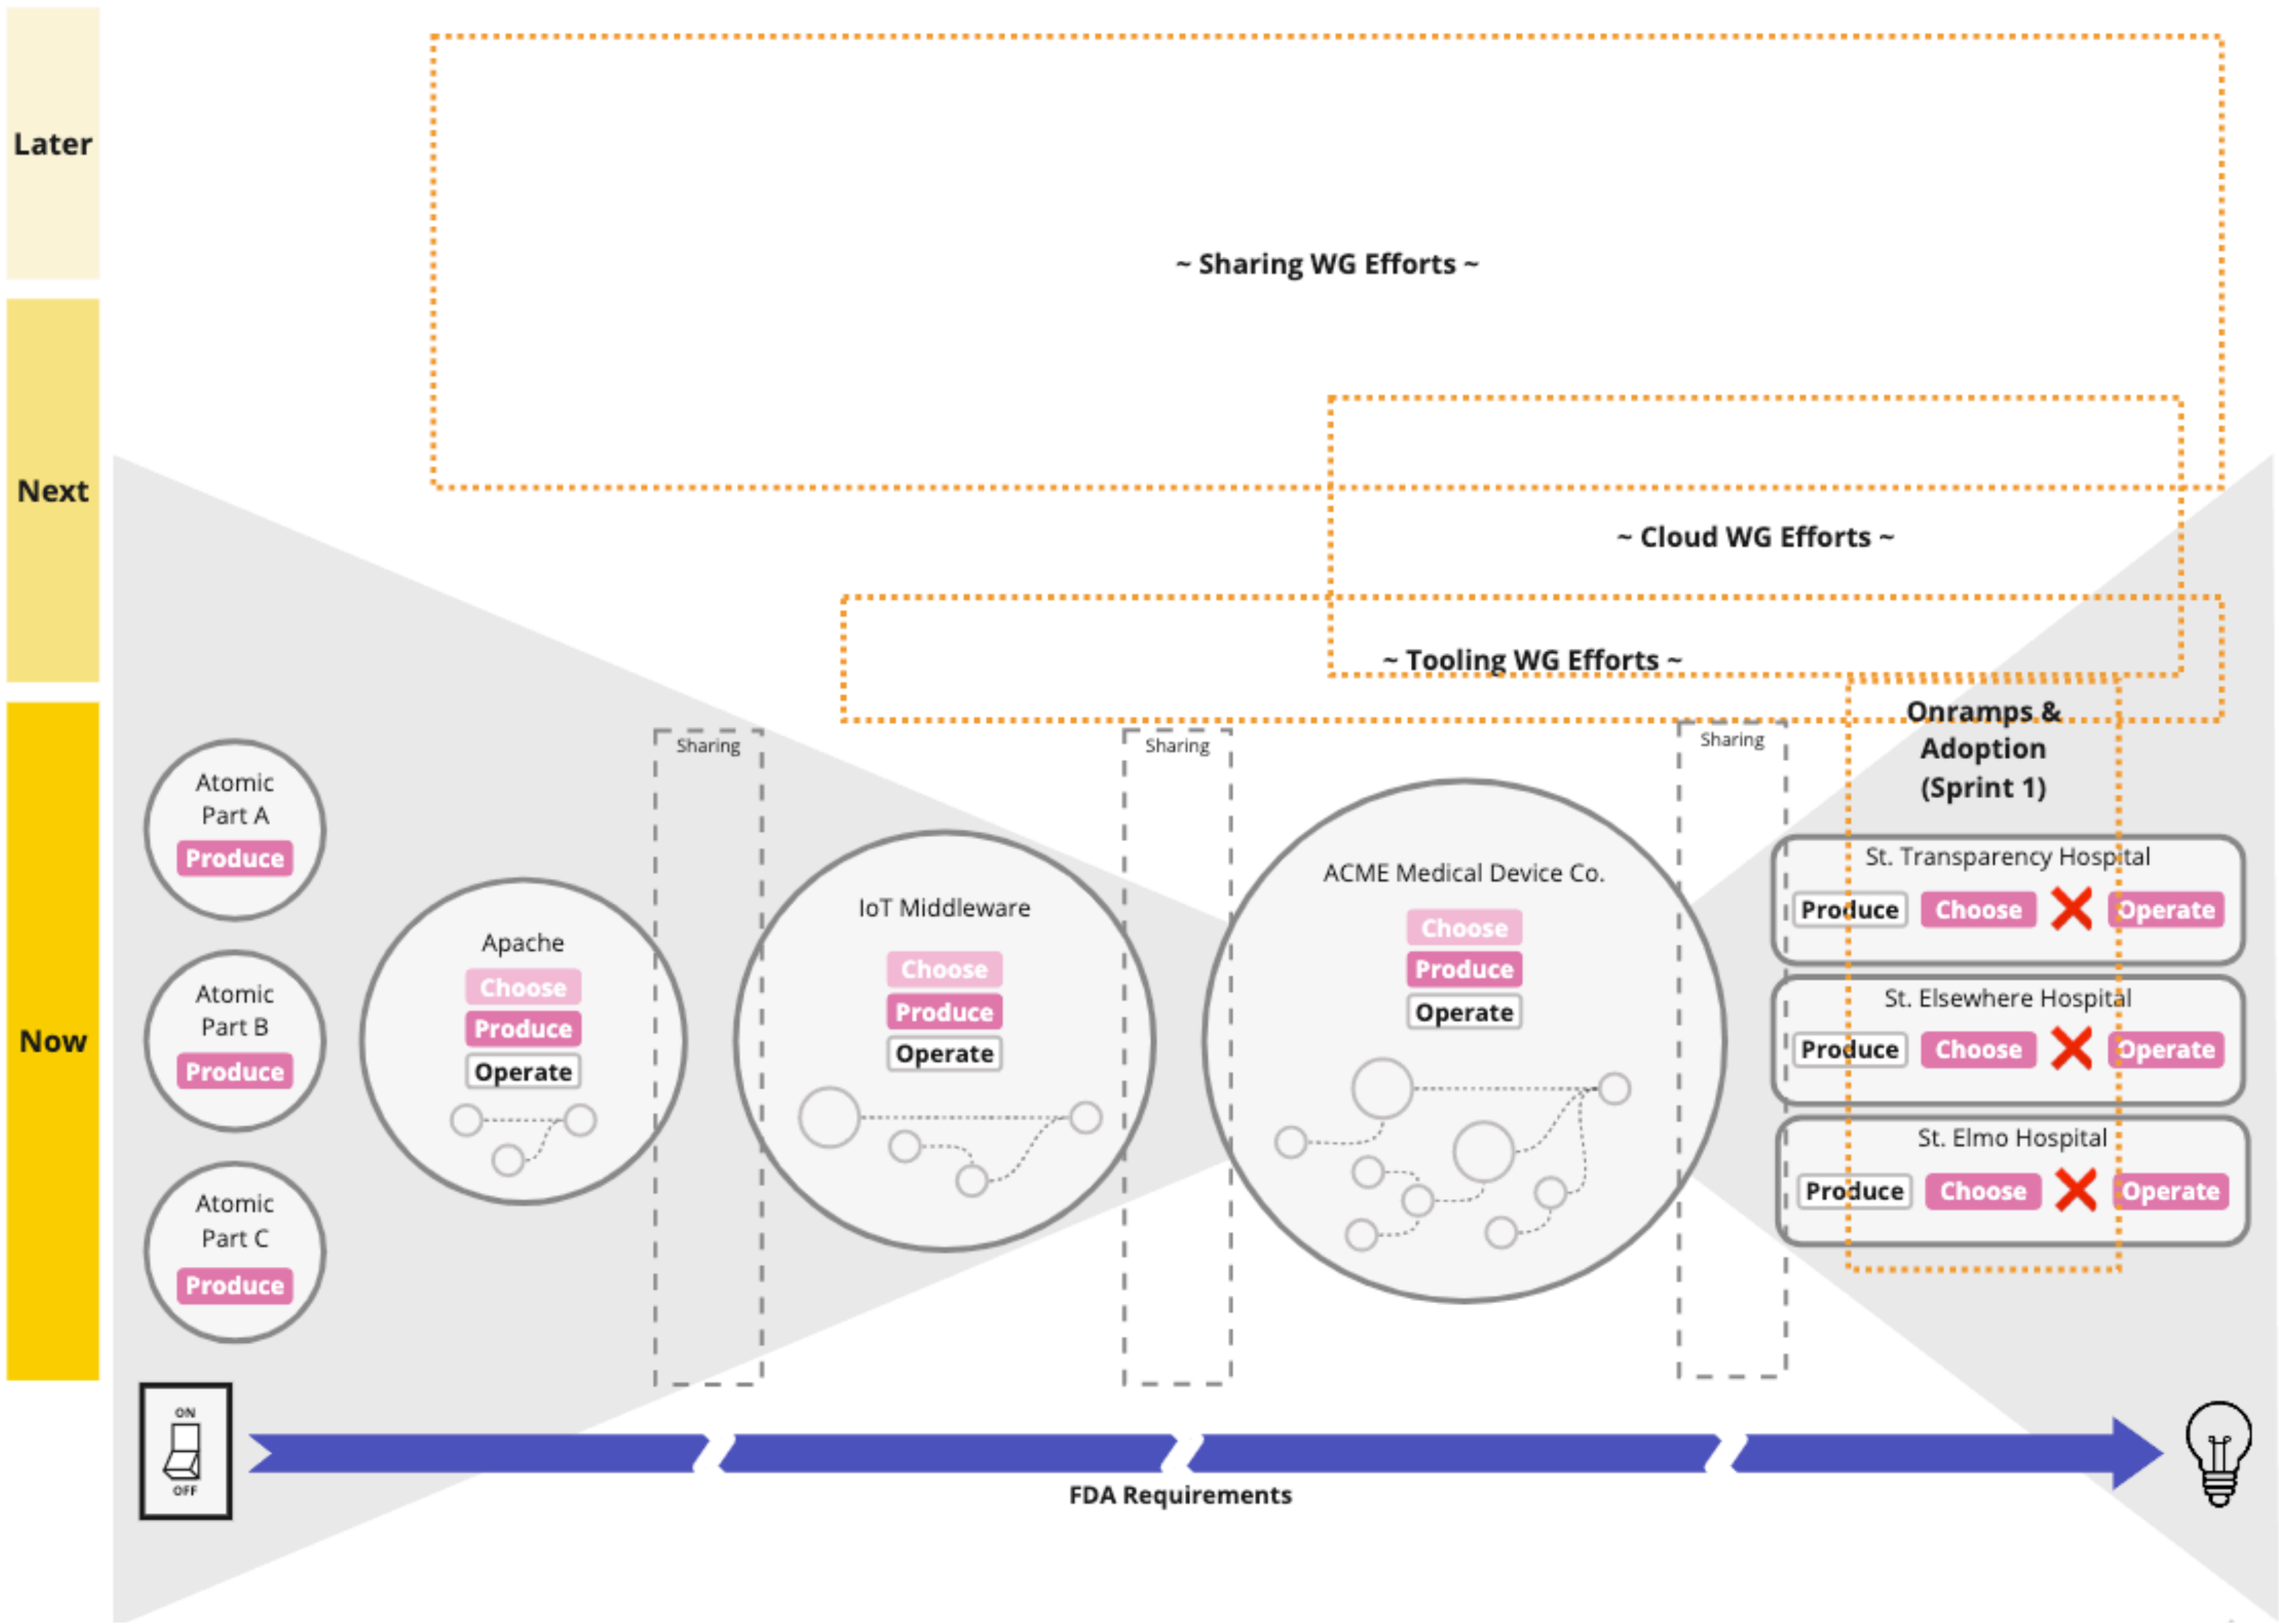 Later
~ Sharing WG Efforts ~
Next
~ Cloud WG Efforts ~
~ Tooling WG Efforts ~
Now
Onramps &
Adoption
(Sprint 1)
Sharing
Sharing
Sharing
Atomic
Part A
Produce
Atomic
Part B
Produce
Atomic
Part C
Produce
Apache
Choose
Produce
Operate
IoT Middleware
Choose
Produce
Operate
ACME Medical Device Co.
Choose
Produce
Operate
St. Transparency Hospital
Produce Choose Operate
St. Elsewhere Hospital
Produce Choose Operate
St. Elmo Hospital
Produce Choose Operate
ON
OFF
FDA Requirements